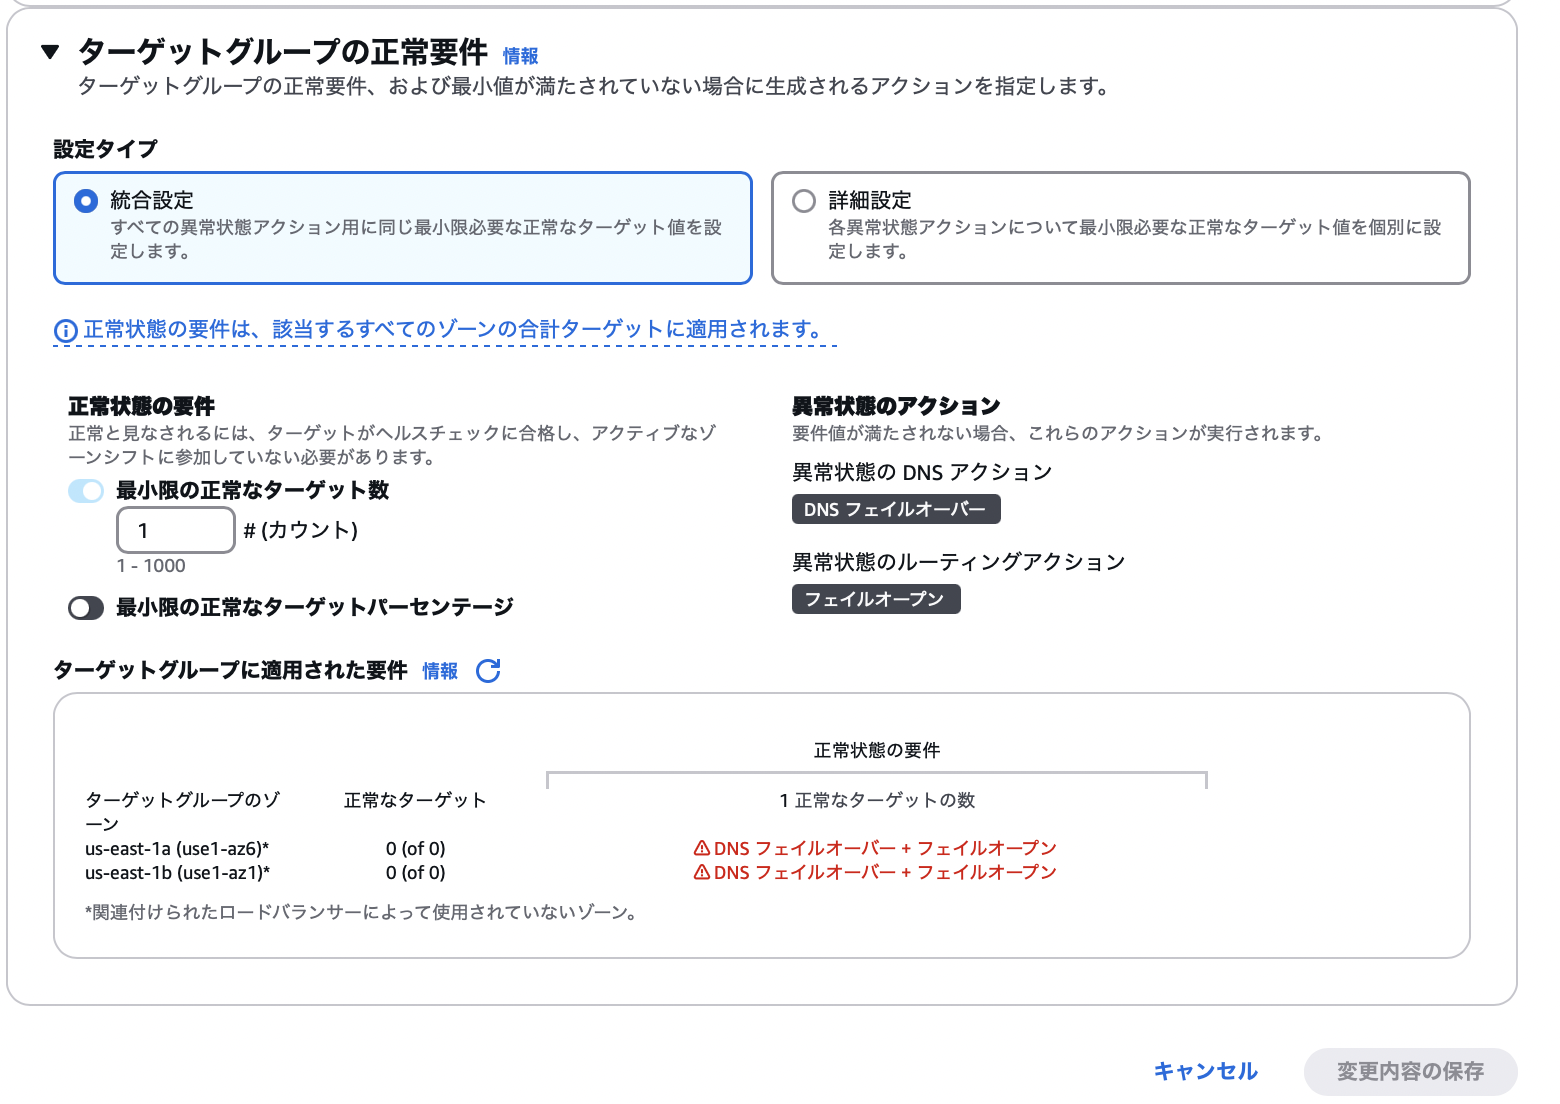 ターゲットグループの正常要件 情報
ターゲットグループの正常要件、および最小値が満たされていない場合に生成されるアクションを指定します。
設定タイプ
統合設定
すべての異常状態アクション用に同じ最小限必要な正常なターゲット値を設
定します。
詳細設定
各異常状態アクションについて最小限必要な正常なターゲット値を個別に設
定します。
正常状態の要件は、該当するすべてのゾーンの合計ターゲットに適用されます。
正常状態の要件
正常と見なされるには、ターゲットがヘルスチェックに合格し、アクティブなゾ
ーンシフトに参加していない必要があります。
最小限の正常なターゲット数
1 # (カウント)
1 - 1000
最小限の正常なターゲットパーセンテージ
異常状態のアクション
要件値が満たされない場合、これらのアクションが実行されます。
異常状態の DNS アクション
DNS フェイルオーバー
異常状態のルーティングアクション
フェイルオープン
ターゲットグループに適用された要件 情報
正常状態の要件
ターゲットグループのゾ
ーン
正常なターゲット
1 正常なターゲットの数
us-east-1a (use1-az6)* 0 (of 0) DNS フェイルオーバー + フェイルオープン
us-east-1b (use1-az1)* 0 (of 0) DNS フェイルオーバー + フェイルオープン
*関連付けられたロードバランサーによって使用されていないゾーン。
キャンセル 変更内容の保存